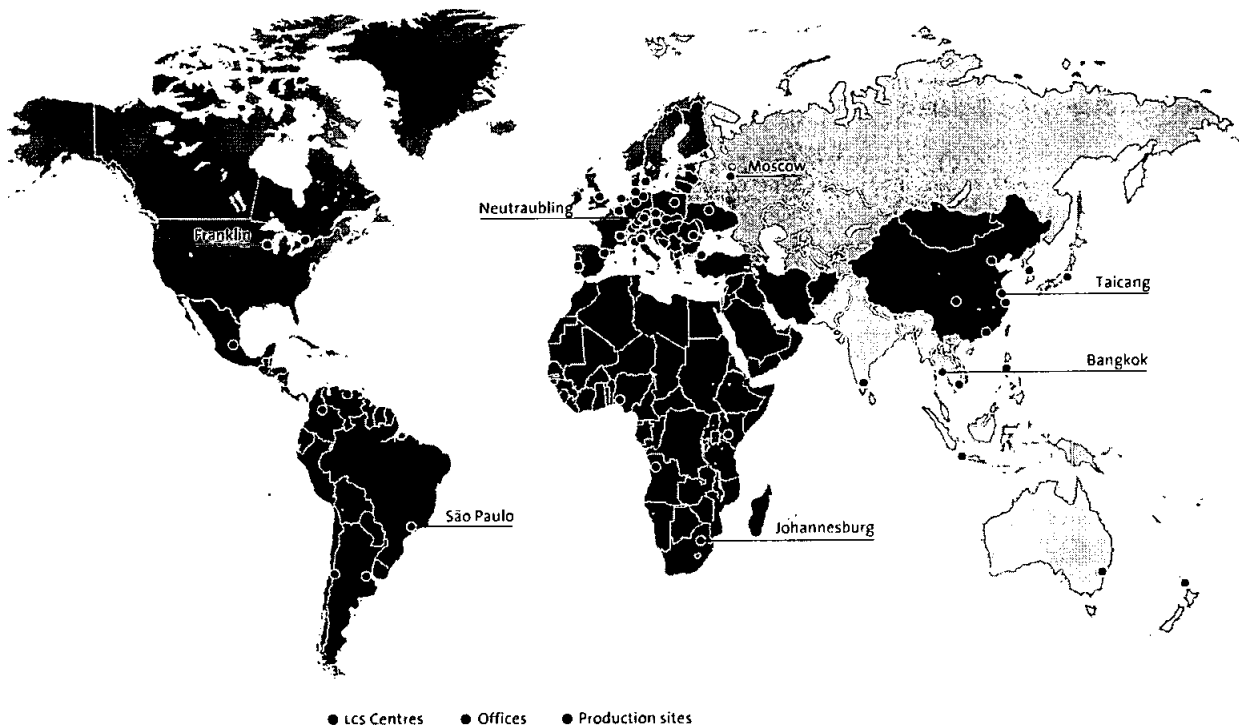 Moscow
Neutraubling
Franklin
Taicang
Bangkok
São Paulo
Johannesburg
LCS Centres
Offices
Production sites